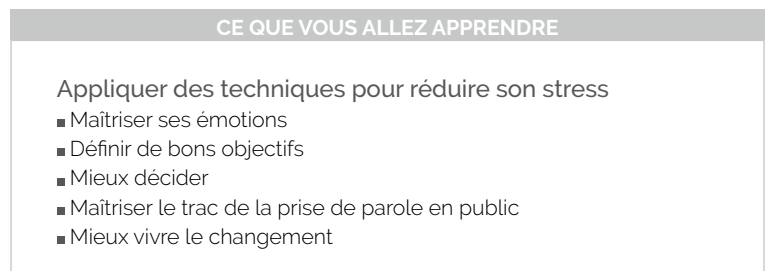 CE QUE VOUS ALLEZ APPRENDRE
Appliquer des techniques pour réduire son stress
■ Maîtriser ses émotions
■ Définir de bons objectifs
■ Mieux décider
■ Maîtriser le trac de la prise de parole en public
■ Mieux vivre le changement